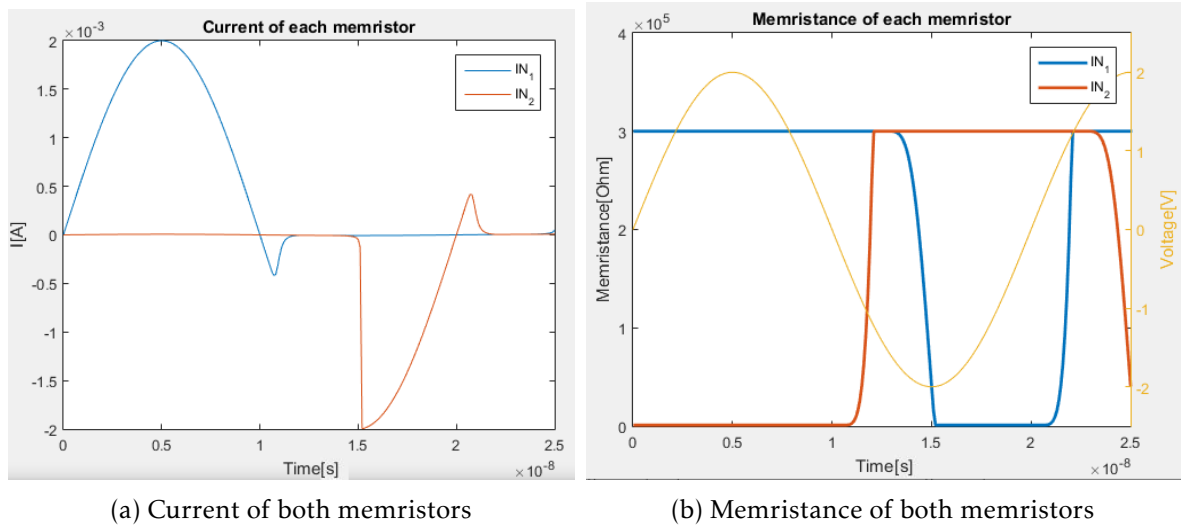 Current of each memristor
×10⁻³
2
1.5
1
0.5
0
-0.5
-1
-1.5
-2
I[A]
IN₁
IN₂
0
0.5
1
1.5
2
2.5
Time[s]
×10⁻⁸
(a) Current of both memristors
Memristance of each memristor
×10⁵
4
3
2
1
0
Memristance[Ohm]
IN₁
IN₂
2
1
0
-1
-2
Voltage[V]
0
0.5
1
1.5
2
2.5
Time[s]
×10⁻⁸
(b) Memristance of both memristors